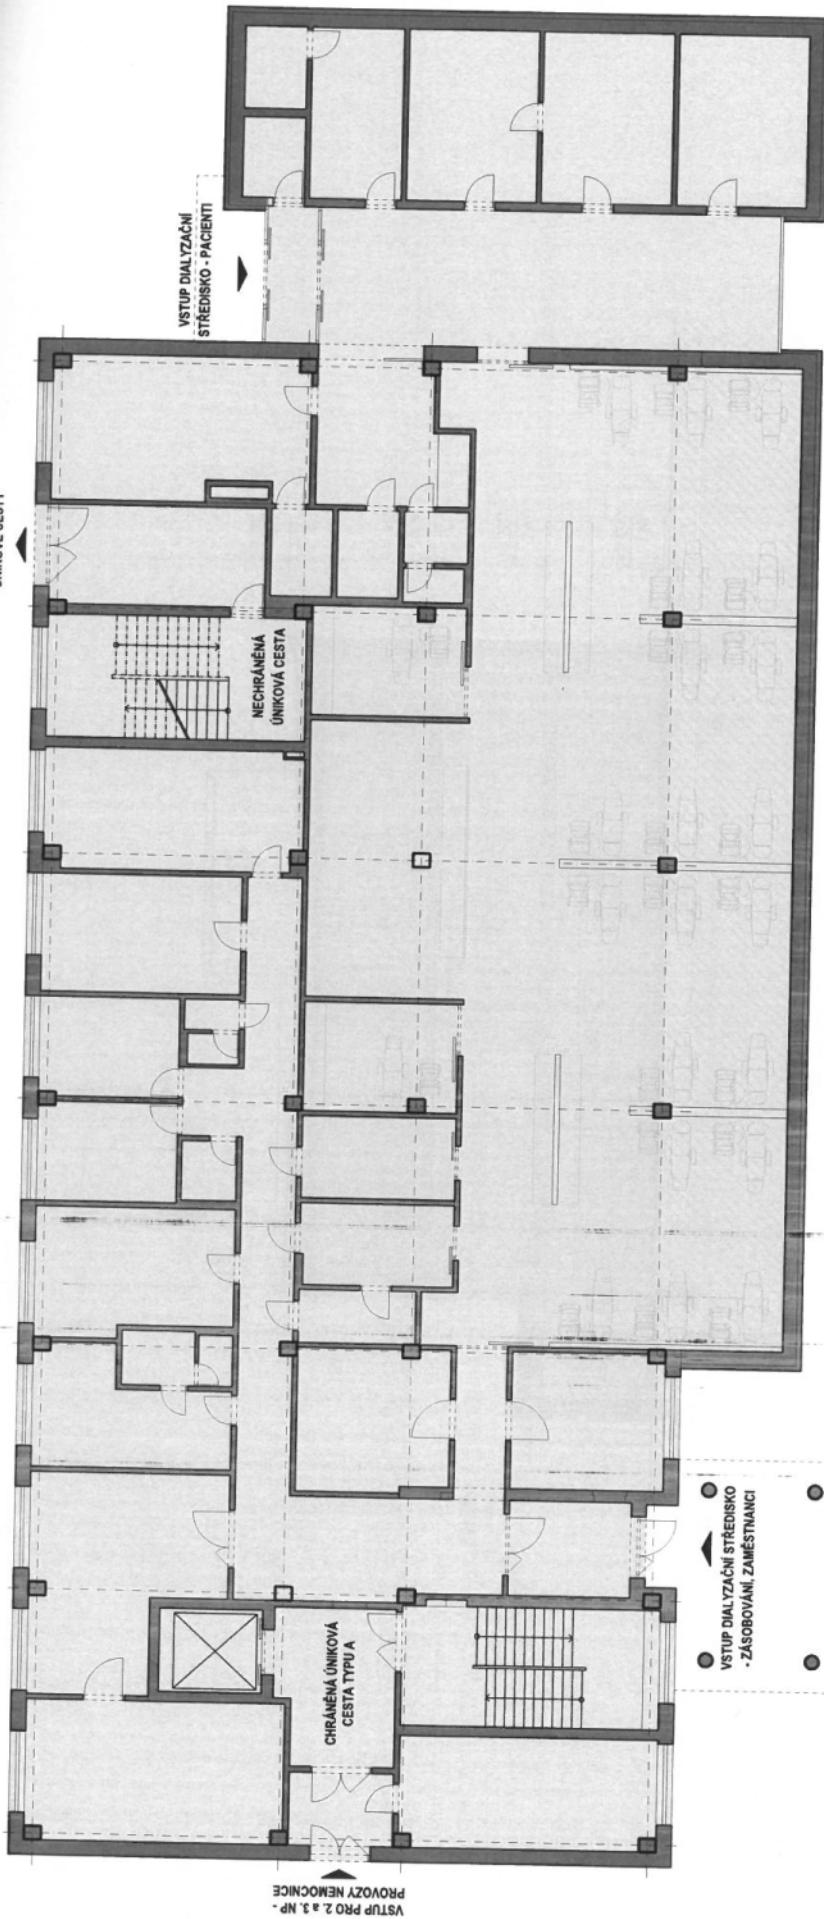 VSTUP DIALYZAČNÍ
STŘEDISKO - PACIENTI
NECHRÁNĚNÁ
ÚNIKOVÁ CESTA
CHRÁNĚNÁ ÚNIKOVÁ
CESTA TYPU A
VSTUP DIALYZAČNÍ STŘEDISKO
- ZÁSOBOVÁNÍ, ZAMĚSTNANCI
VSTUP PRO 2. a 3. NP -
PROVOZY NEMOCNICE